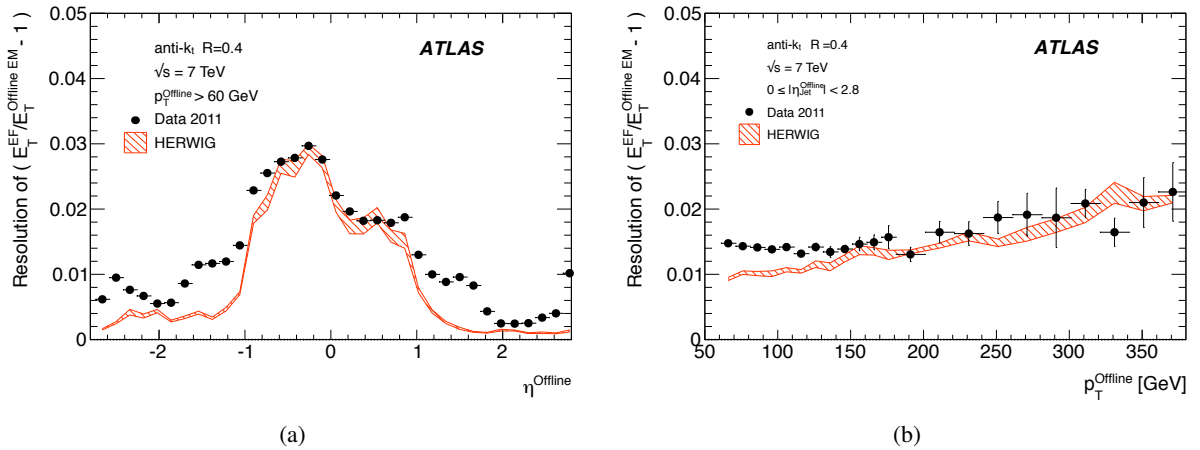 Resolution of ( E_T^EF/E_T^Offline EM - 1)
0.05
0.04
0.03
0.02
0.01
0
anti-k_t R=0.4
√s = 7 TeV
p_T^Offline > 60 GeV
Data 2011
HERWIG
ATLAS
-2 -1 0 1 2
η^Offline
(a)
Resolution of ( E_T^EF/E_T^Offline EM - 1)
0.05
0.04
0.03
0.02
0.01
0
anti-k_t R=0.4
√s = 7 TeV
0 ≤ |η_Jet^Offline| < 2.8
Data 2011
HERWIG
ATLAS
50 100 150 200 250 300 350
p_T^Offline [GeV]
(b)